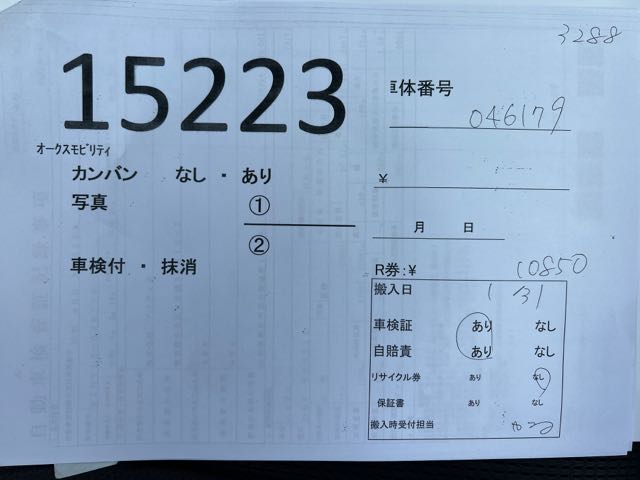 3288
15223
車体番号
046179
オークスモビリティ
カンバン なし ・ あり
¥
写真 ①
月 日
②
車検付 ・ 抹消
R券:¥ 10850
搬入日 1 31
車検証 あり なし
自賠責 あり なし
リサイクル券 あり なし
保証書 あり なし
搬入時受付担当